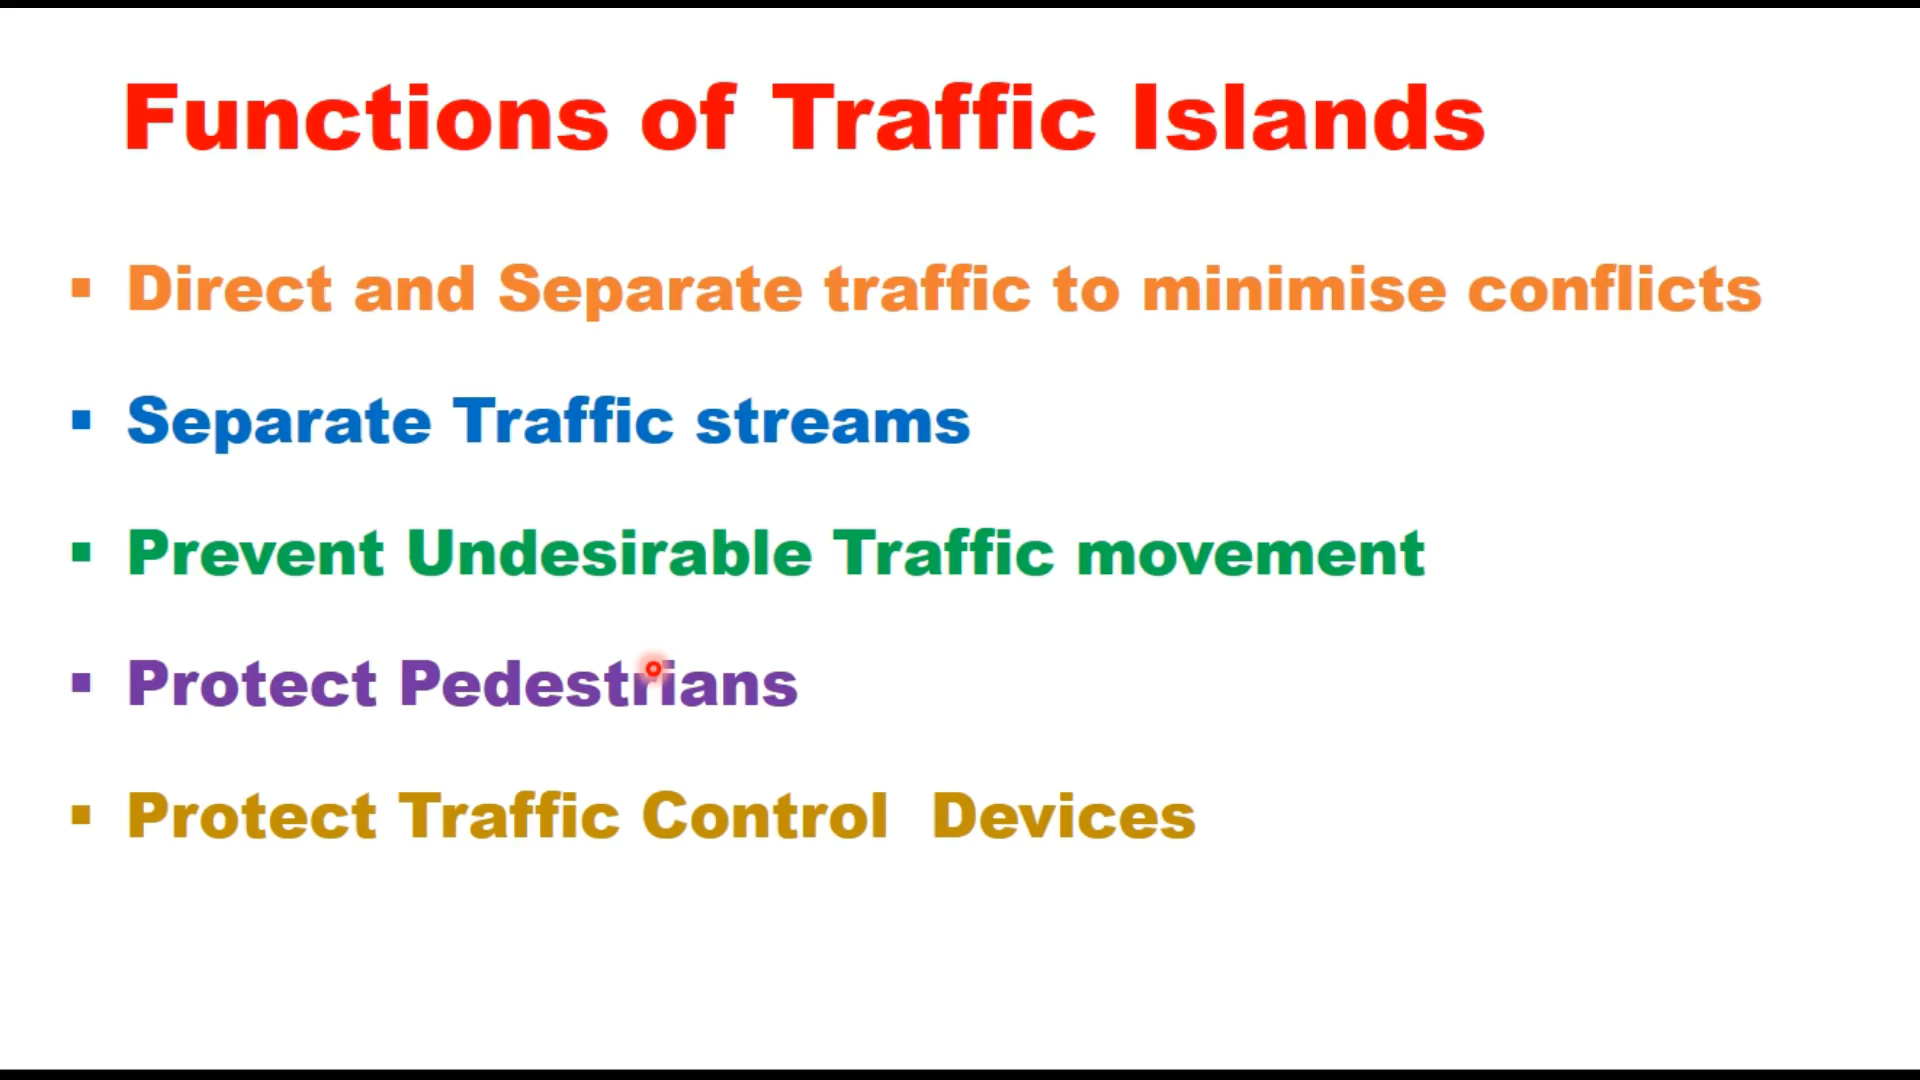 Functions of Traffic Islands
▪ Direct and Separate traffic to minimise conflicts
▪ Separate Traffic streams
▪ Prevent Undesirable Traffic movement
▪ Protect Pedestrians
▪ Protect Traffic Control  Devices